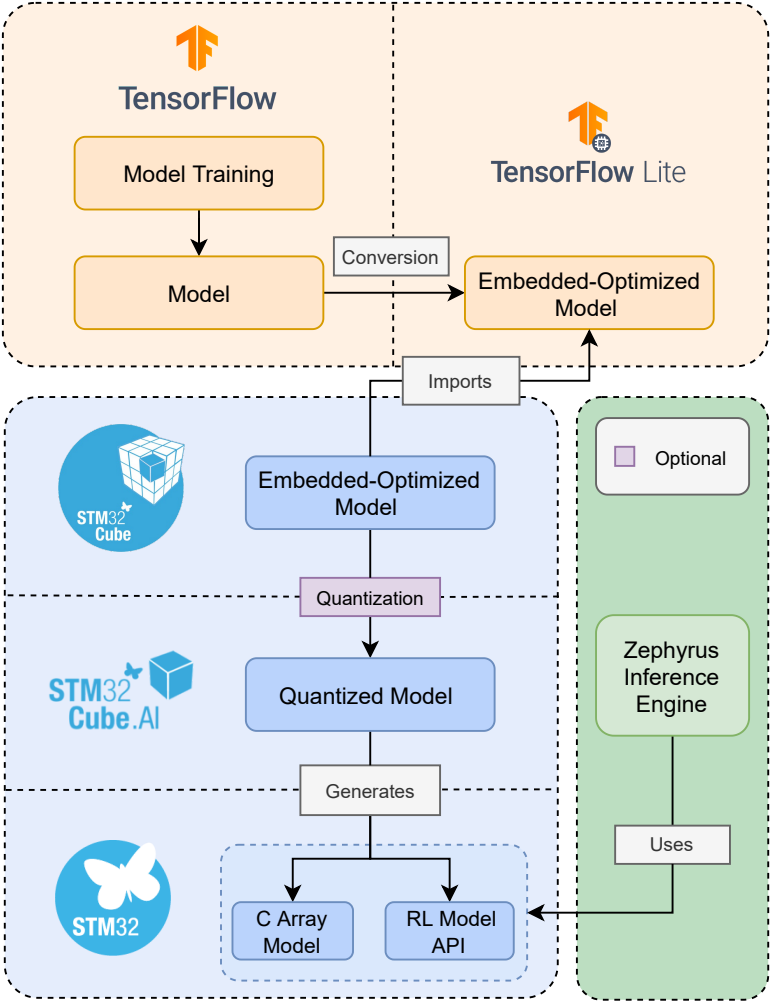 TensorFlow
TensorFlow Lite
Model Training
Conversion
Model
Embedded-Optimized
Model
Imports
STM32
Cube
Embedded-Optimized
Model
Optional
Quantization
STM32
Cube.AI
Quantized Model
Zephyrus
Inference
Engine
Generates
Uses
STM32
C Array
Model
RL Model
API